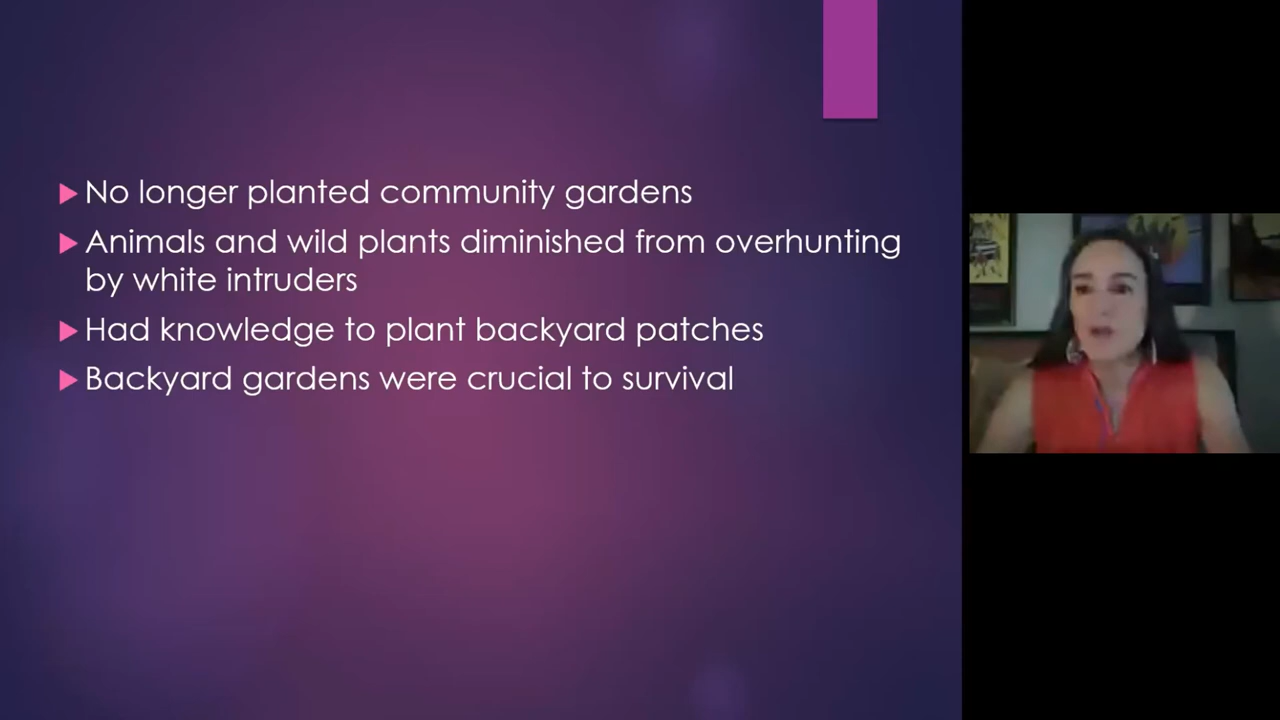 No longer planted community gardens
Animals and wild plants diminished from overhunting
by white intruders
Had knowledge to plant backyard patches
Backyard gardens were crucial to survival